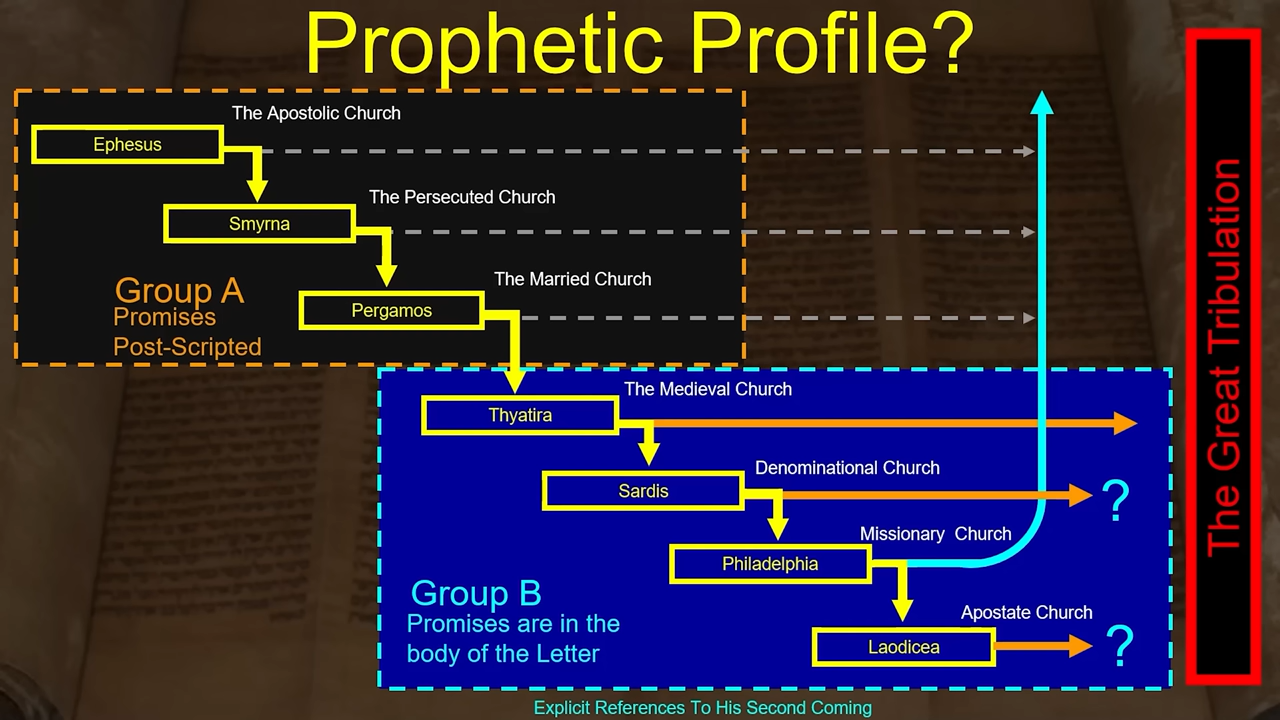 Prophetic Profile?
The Apostolic Church
Ephesus
The Persecuted Church
Smyrna
The Married Church
Group A
Pergamos
Promises
Post-Scripted
The Medieval Church
Thyatira
Denominational Church
Sardis
?
Missionary Church
Philadelphia
Group B
Promises are in the
body of the Letter
Apostate Church
Laodicea
?
Explicit References To His Second Coming
The Great Tribulation